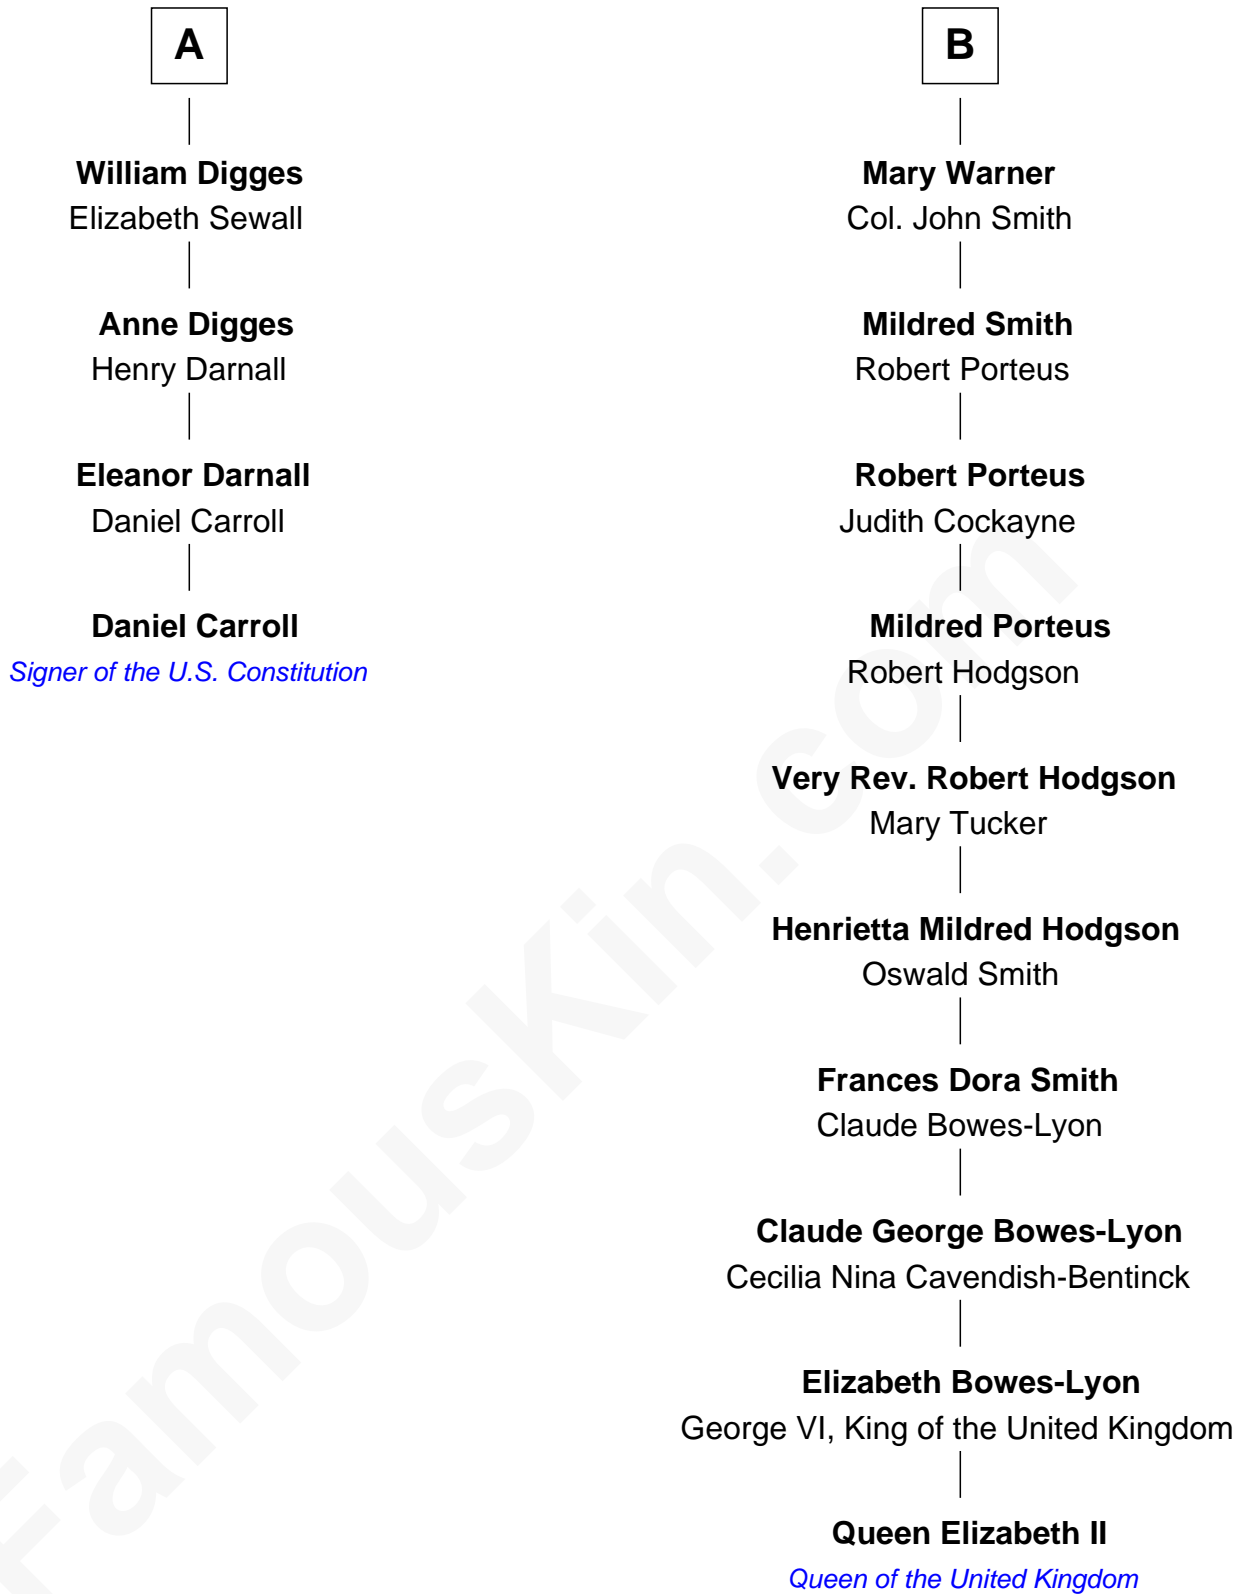 A
William Digges
Elizabeth Sewall
Anne Digges
Henry Darnall
Eleanor Darnall
Daniel Carroll
Daniel Carroll
Signer of the U.S. Constitution
B
Mary Warner
Col. John Smith
Mildred Smith
Robert Porteus
Robert Porteus
Judith Cockayne
Mildred Porteus
Robert Hodgson
Very Rev. Robert Hodgson
Mary Tucker
Henrietta Mildred Hodgson
Oswald Smith
Frances Dora Smith
Claude Bowes-Lyon
Claude George Bowes-Lyon
Cecilia Nina Cavendish-Bentinck
Elizabeth Bowes-Lyon
George VI, King of the United Kingdom
Queen Elizabeth II
Queen of the United Kingdom
FamousKin.com